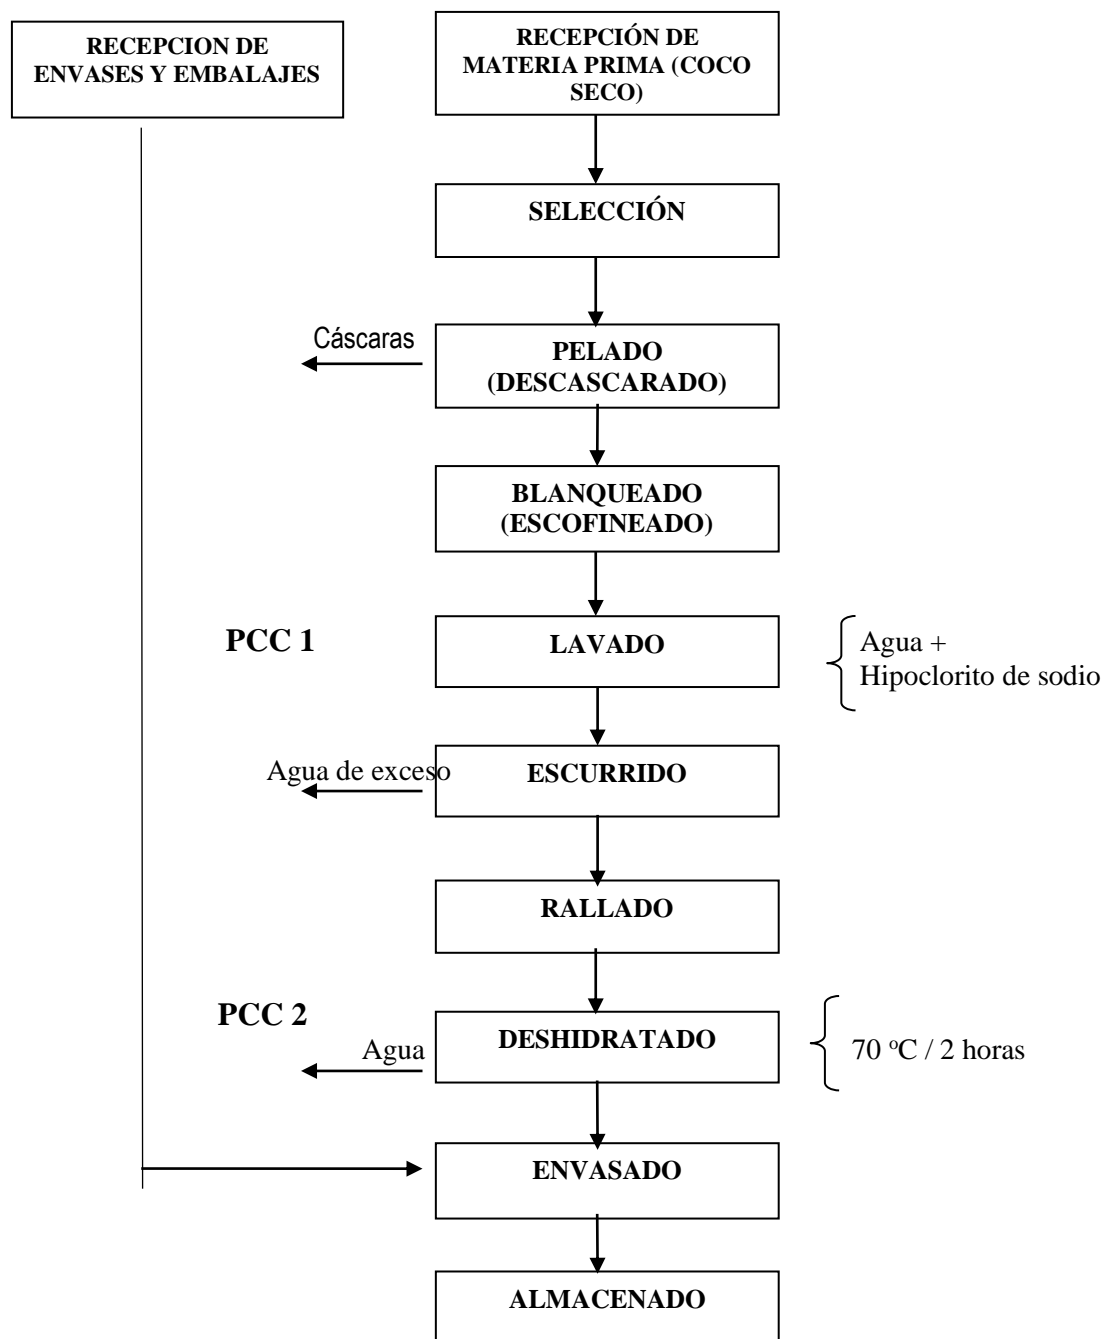 RECEPCION DE
ENVASES Y EMBALAJES
RECEPCIÓN DE
MATERIA PRIMA (COCO
SECO)
SELECCIÓN
Cáscaras
PELADO
(DESCASCARADO)
BLANQUEADO
(ESCOFINEADO)
PCC 1
LAVADO
Agua +
Hipoclorito de sodio
Agua de exceso
ESCURRIDO
RALLADO
PCC 2
Agua
DESHIDRATADO
70 ºC / 2 horas
ENVASADO
ALMACENADO